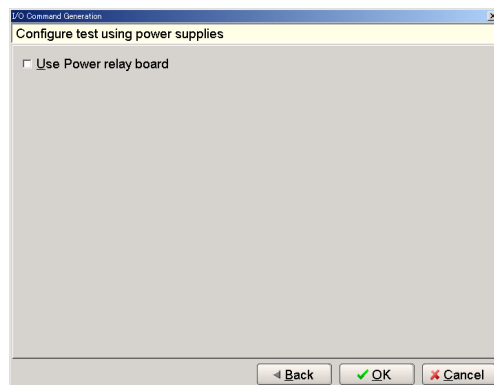 I/O Command Generation
Configure test using power supplies
Use Power relay board
Back
OK
Cancel